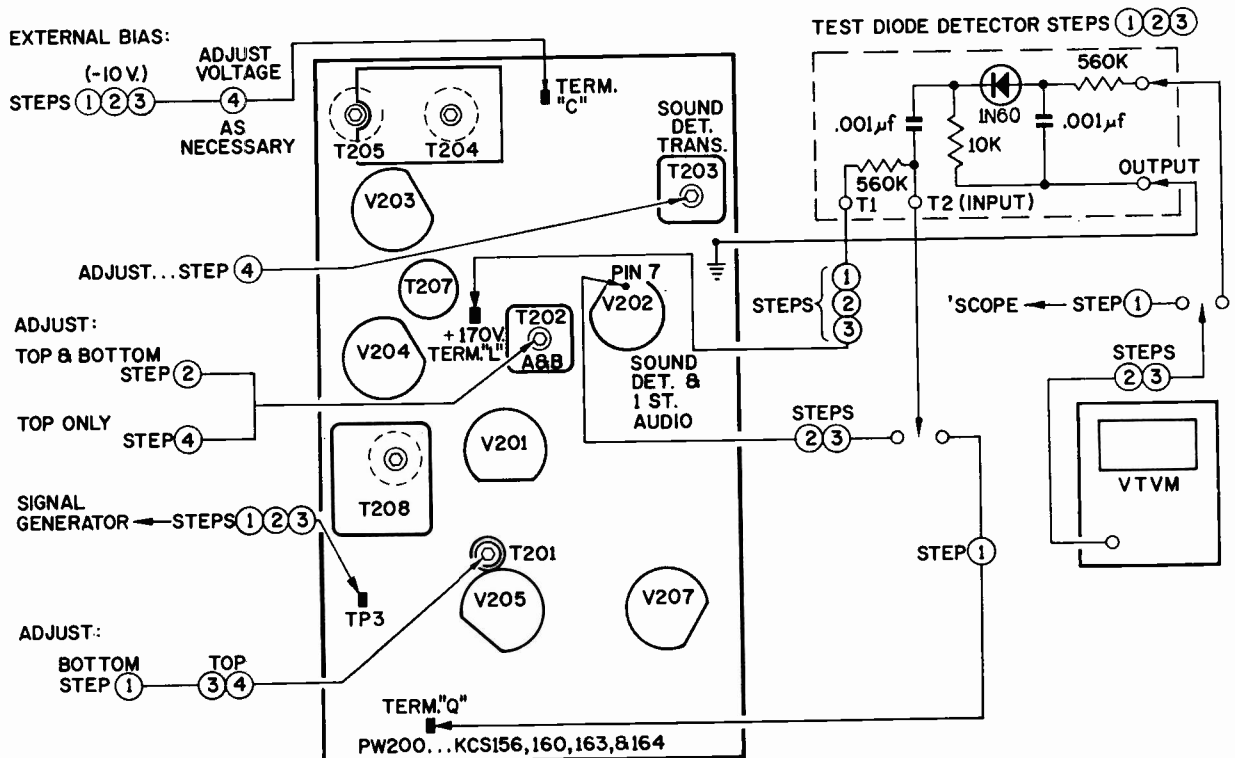 EXTERNAL BIAS:
(-10 V.)
STEPS 1 2 3
ADJUST
VOLTAGE
4
AS
NECESSARY
TERM.
"C"
SOUND
DET.
TRANS.
T203
T205
T204
V203
ADJUST...STEP 4
T207
+170V.
TERM."L"
T202
A&B
PIN 7
V202
SOUND
DET. &
1 ST.
AUDIO
V204
ADJUST:
TOP & BOTTOM
STEP 2
TOP ONLY
STEP 4
V201
T208
SIGNAL
GENERATOR
STEPS 1 2 3
TP3
T201
V205
V207
ADJUST:
BOTTOM
STEP 1
TOP
3 4
TERM."Q"
PW200...KCS156,160,163,&164
TEST DIODE DETECTOR STEPS 1 2 3
560K
1N60
.001µf
10K
.001µf
560K
OUTPUT
T1
T2 (INPUT)
STEPS
1
2
3
'SCOPE
STEP 1
STEPS
2 3
STEPS
2 3
VTVM
STEP 1